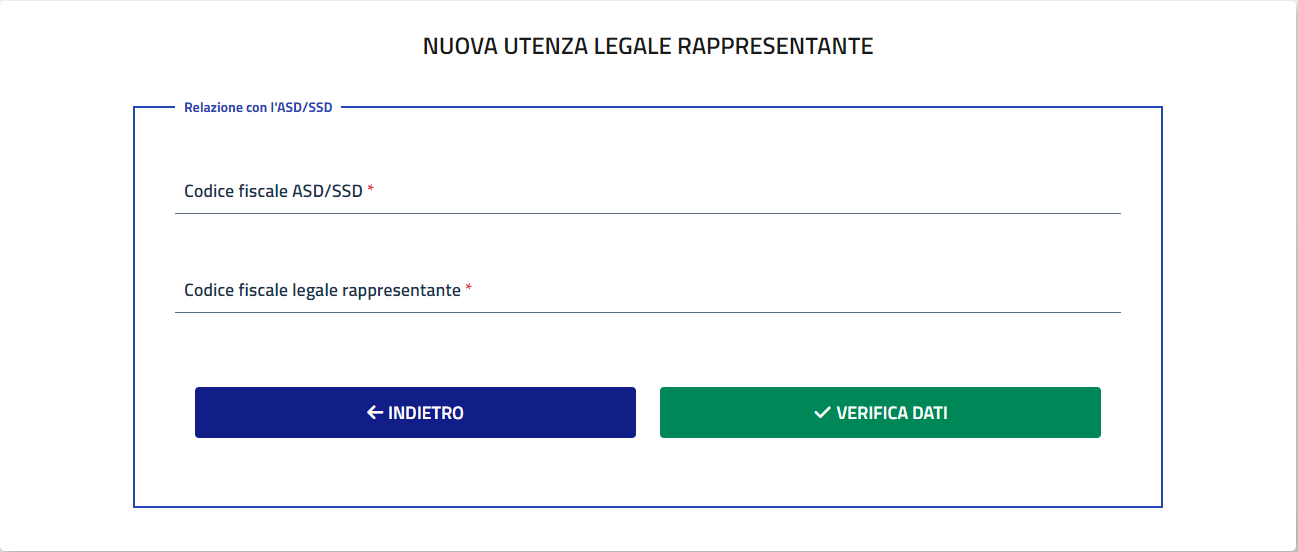 NUOVA UTENZA LEGALE RAPPRESENTANTE
Relazione con l'ASD/SSD
Codice fiscale ASD/SSD *
Codice fiscale legale rappresentante *
INDIETRO
VERIFICA DATI